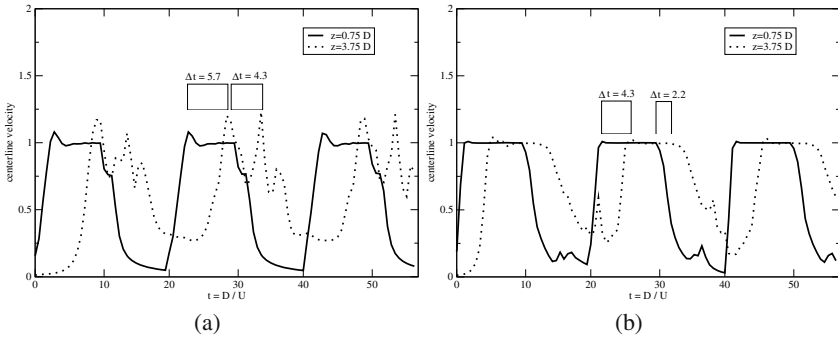 2
1.5
1
0.5
0
centerline velocity
z=0.75 D
z=3.75 D
Δt = 5.7
Δt = 4.3
0
10
20
30
40
50
t = D / U
(a)
2
1.5
1
0.5
0
centerline velocity
z=0.75 D
z=3.75 D
Δt = 4.3
Δt = 2.2
0
10
20
30
40
50
t = D / U
(b)